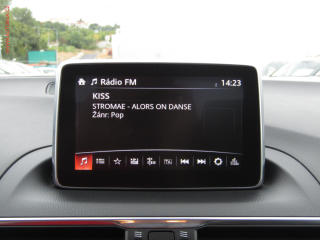 Rádio FM 14:23
KISS
STROMAE - ALORS ON DANSE
Žánr: Pop